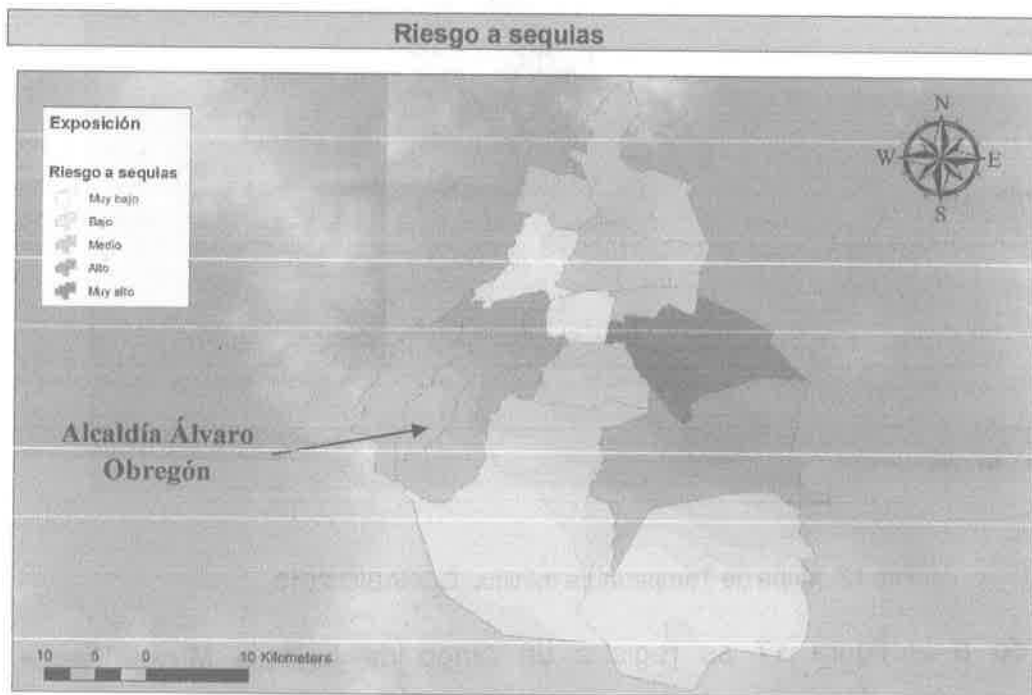 Riesgo a sequias
Exposición
Riesgo a sequias
Muy bajo
Bajo
Medio
Alto
Muy alto
N
W
E
S
Alcaldía Álvaro
Obregón
10 5 0 10 Kilometers